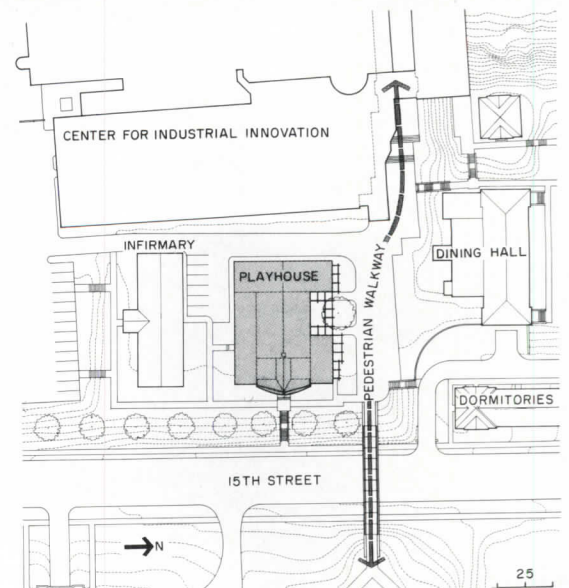 CENTER FOR INDUSTRIAL INNOVATION
INFIRMARY
PLAYHOUSE
DINING HALL
PEDESTRIAN WALKWAY
DORMITORIES
15TH STREET
N
25